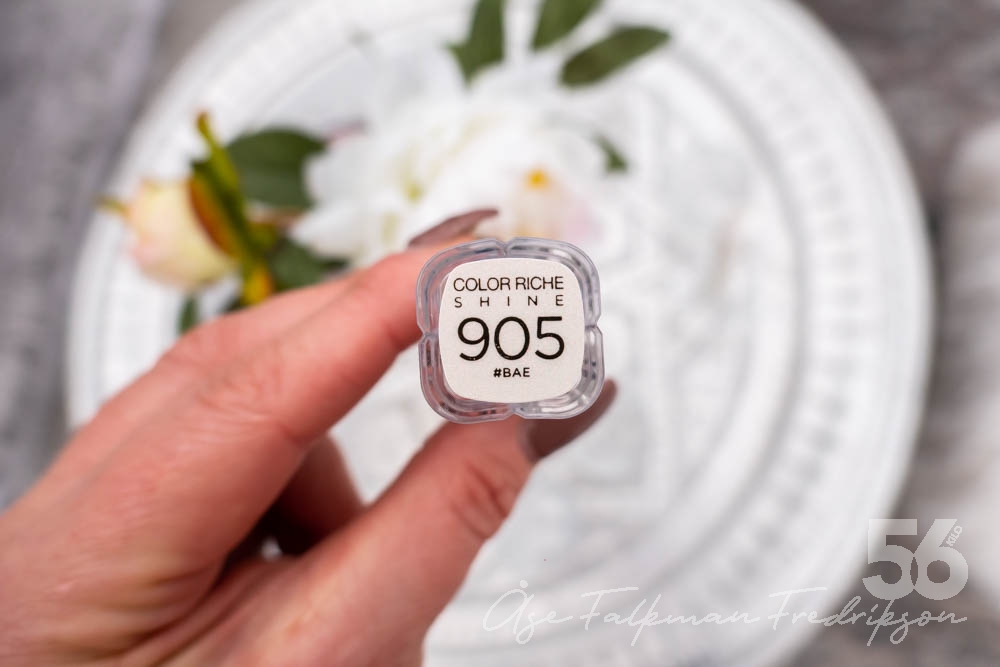 COLOR RICHE
SHINE
905
#BAE
56
KILO
Åse Falkman Fredrikson